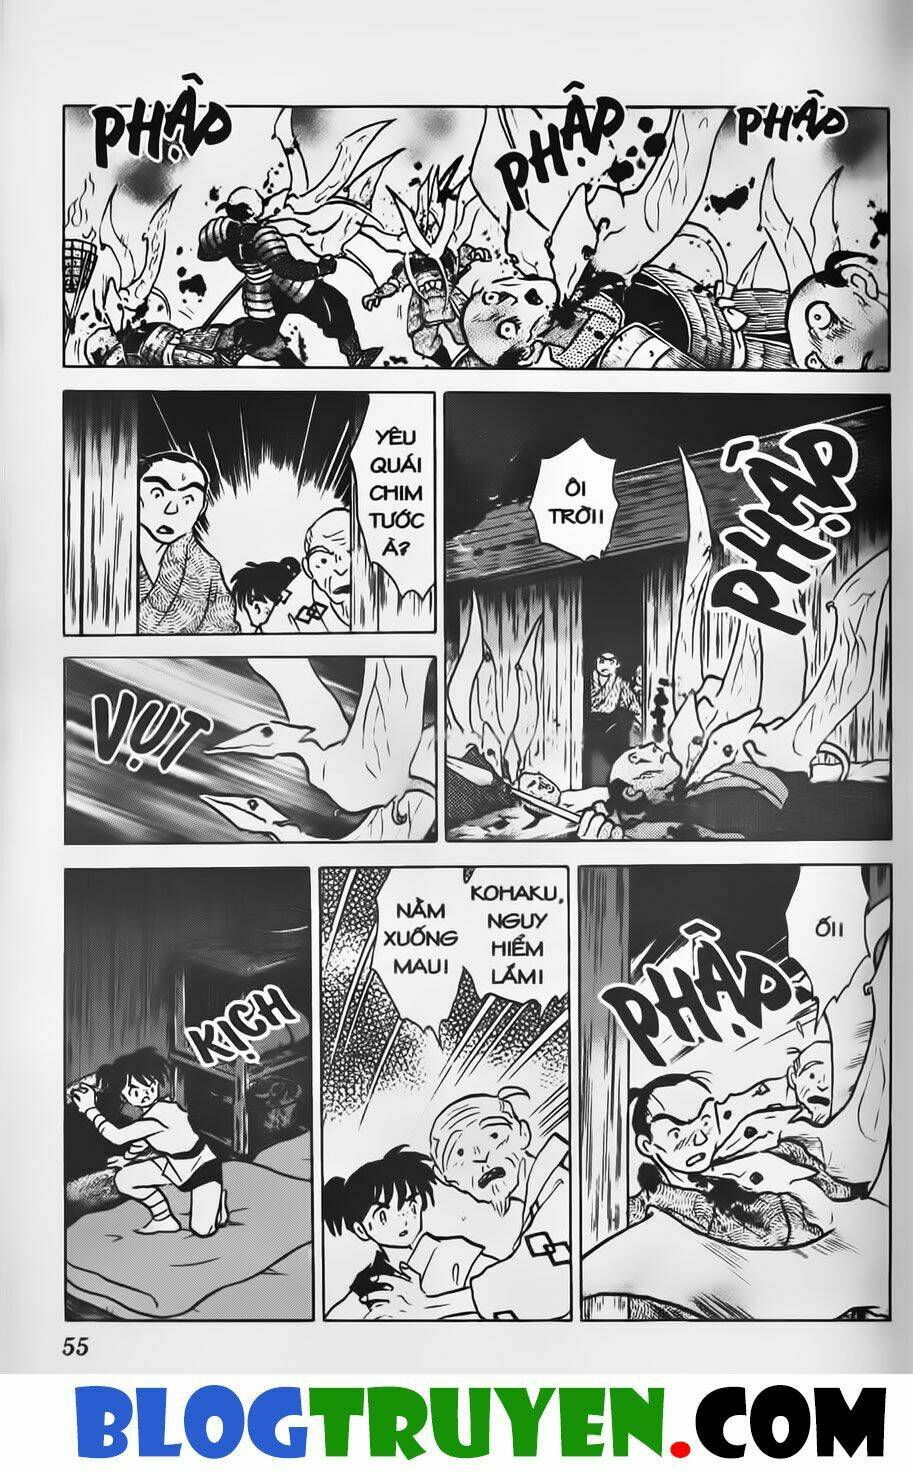 PHẬP
PHẬP
PHẬP
ÔI
TRỜI!
PHẬP
YÊU
QUÁI
CHIM
TƯỚC
À?
VỤT
ỐI!
PHẬP
KOHAKU,
NGUY
HIỂM
LẮM!
NẰM
XUỐNG
MAU!
KỊCH
55
BLOGTRUYEN.COM